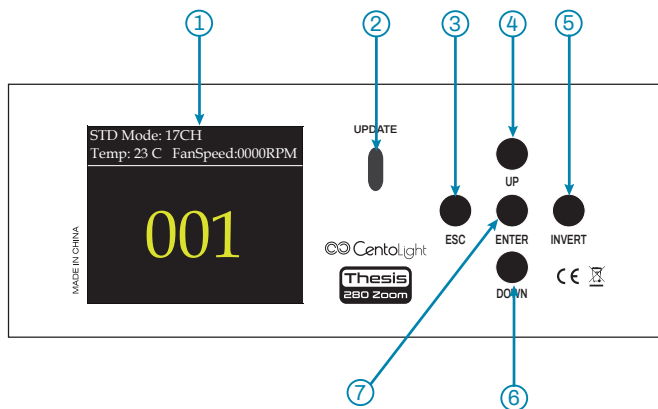 1 2 3 4 5
STD Mode: 17CH
Temp: 23 C FanSpeed:0000RPM
001
MADE IN CHINA
UPDATE
UP
ESC ENTER INVERT
CentoLight
Thesis
280 Zoom
DOWN
CE
7 6